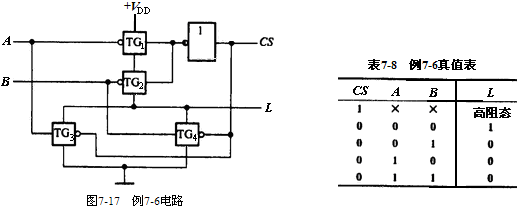 +VDD
A
TG1
1
CS
B
TG2
L
TG3
TG4
图7-17 例7-6电路
表7-8 例7-6真值表
CS A B L
1 × × 高阻态
0 0 0 1
0 0 1 0
0 1 0 0
0 1 1 0